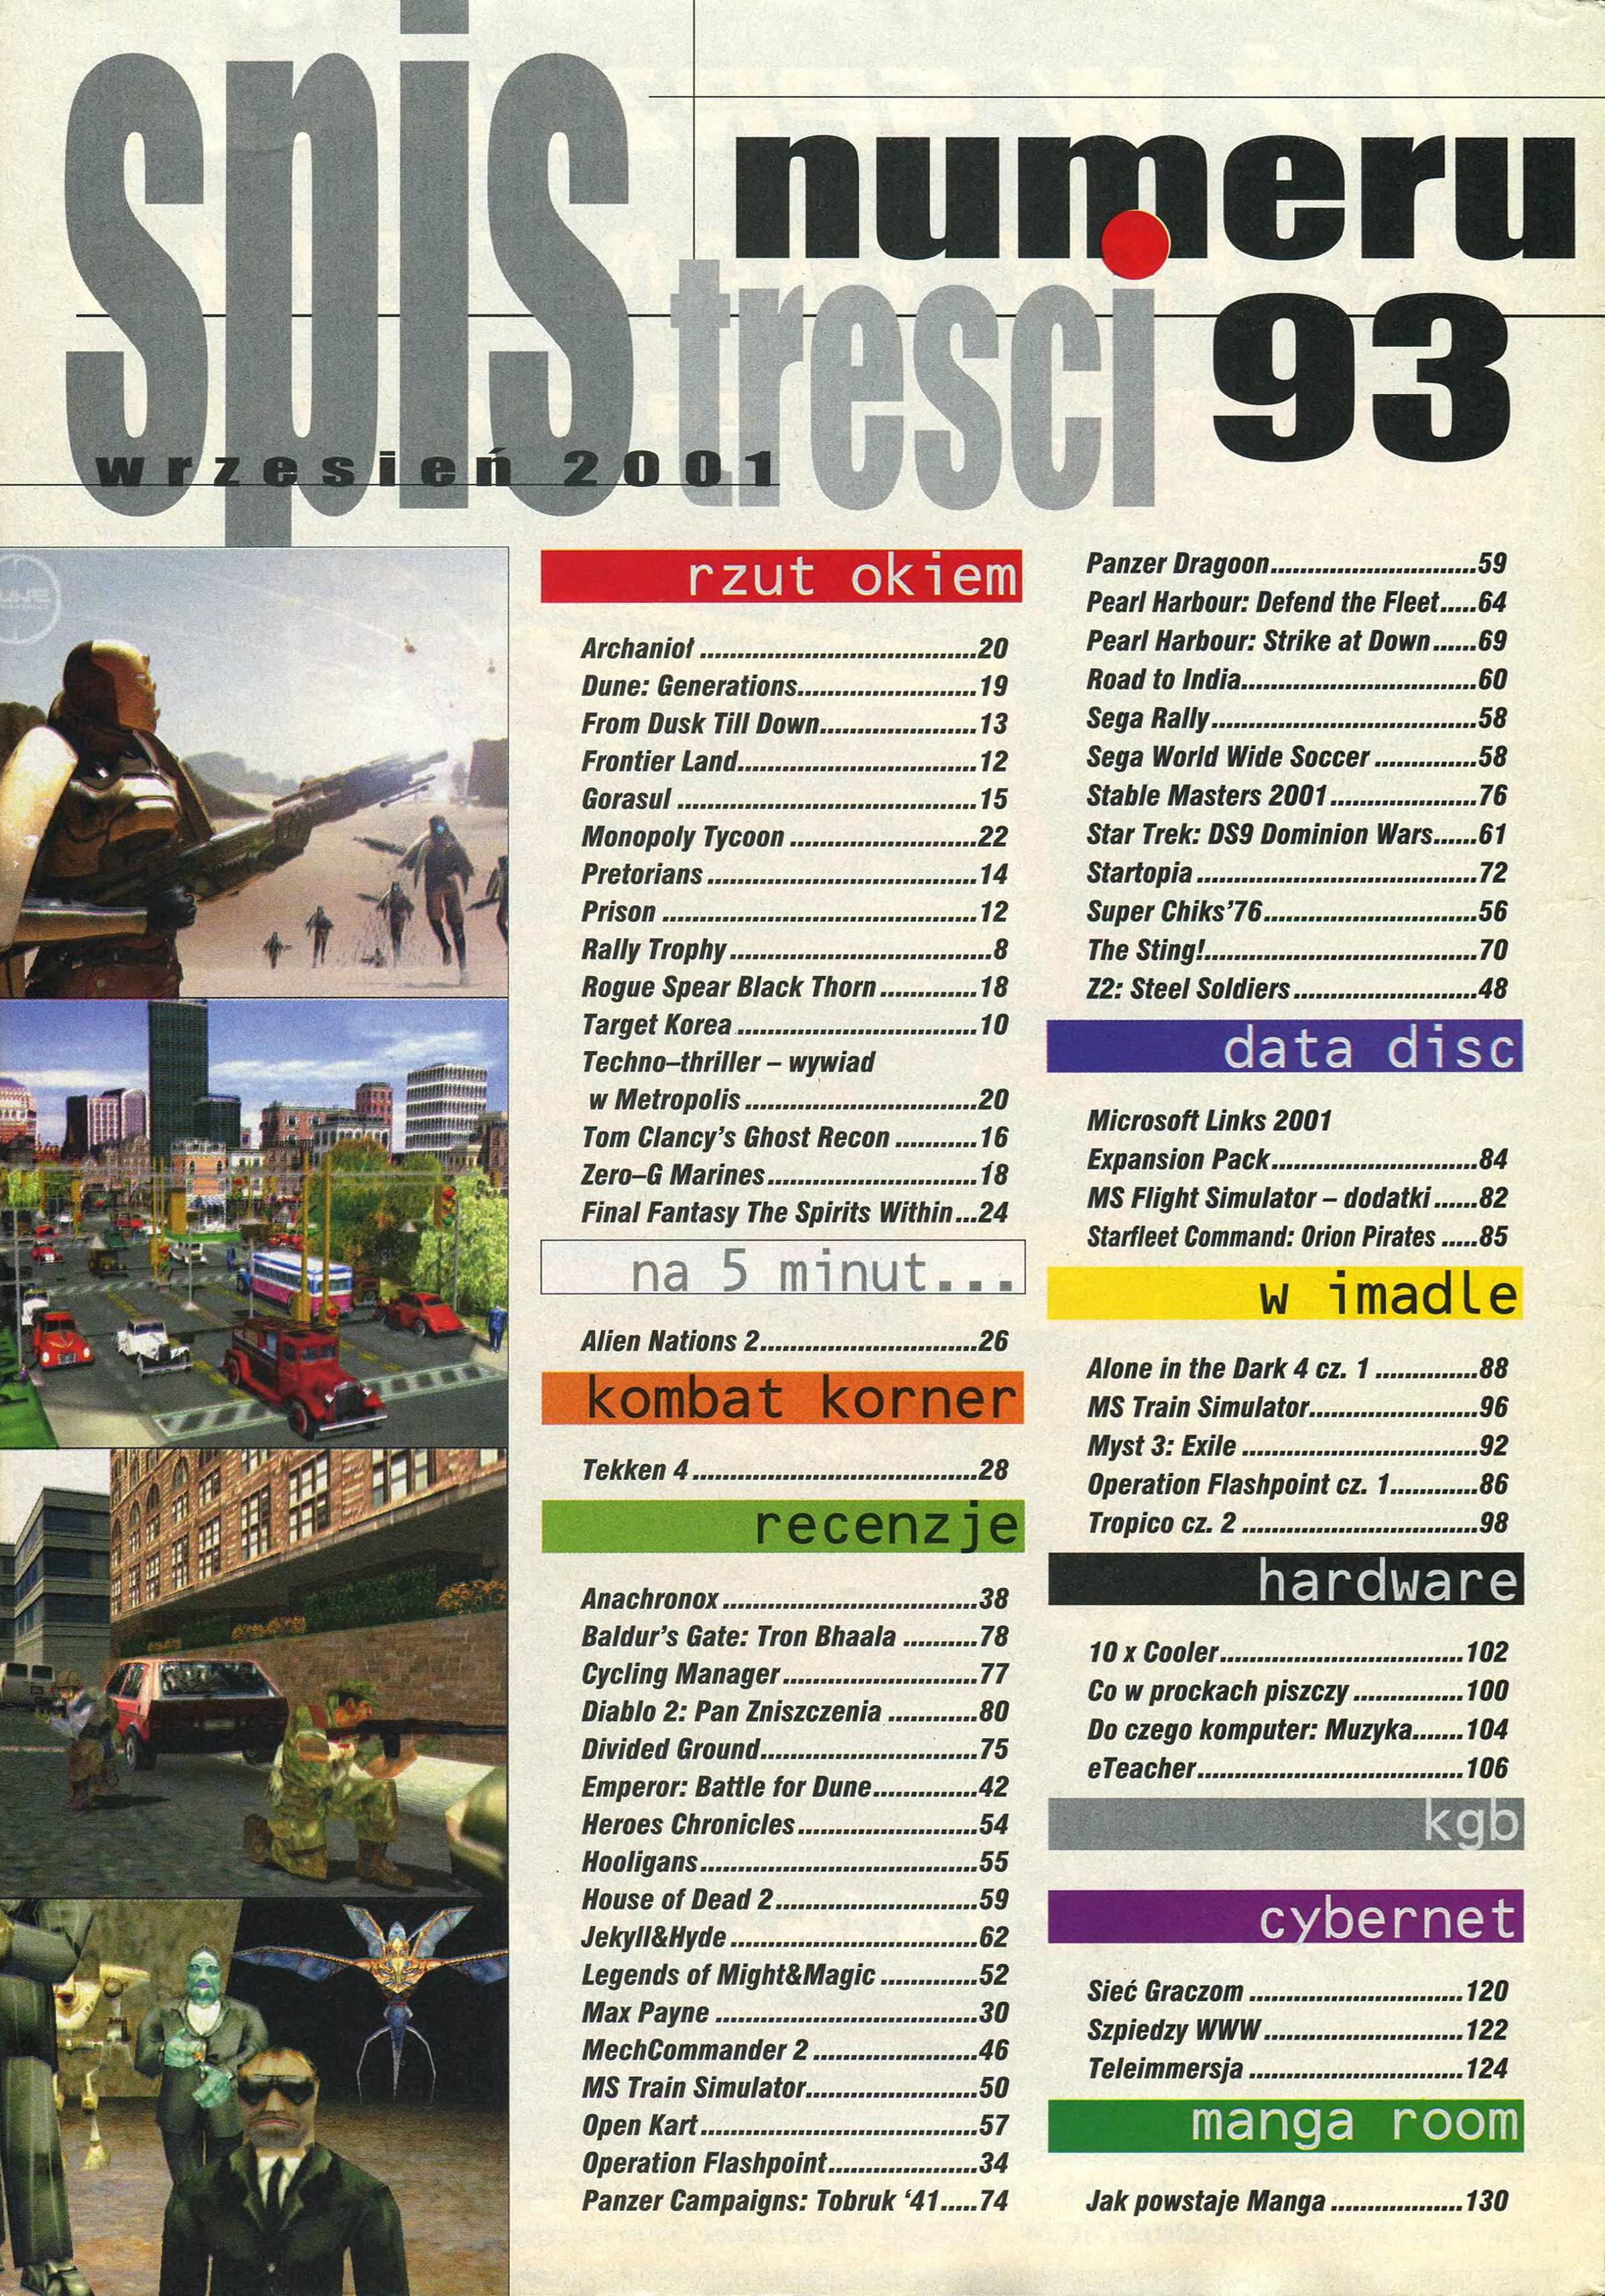 spis
treści
numeru
93
wrzesień 2001
rzut okiem
Archanioł ......................................20
Dune: Generations........................19
From Dusk Till Down.....................13
Frontier Land................................12
Gorasul ........................................15
Monopoly Tycoon .........................22
Pretorians.....................................14
Prison ..........................................12
Rally Trophy...................................8
Rogue Spear Black Thorn.............18
Target Korea.................................10
Techno–thriller – wywiad
w Metropolis...............................20
Tom Clancy's Ghost Recon...........16
Zero–G Marines............................18
Final Fantasy The Spirits Within...24
na 5 minut...
Alien Nations 2.............................26
kombat korner
Tekken 4......................................28
recenzje
Anachronox..................................38
Baldur's Gate: Tron Bhaala ..........78
Cycling Manager..........................77
Diablo 2: Pan Zniszczenia ............80
Divided Ground.............................75
Emperor: Battle for Dune..............42
Heroes Chronicles........................54
Hooligans.....................................55
House of Dead 2...........................59
Jekyll&Hyde.................................62
Legends of Might&Magic .............52
Max Payne ...................................30
MechCommander 2......................46
MS Train Simulator.......................50
Open Kart.....................................57
Operation Flashpoint....................34
Panzer Campaigns: Tobruk '41.....74
Panzer Dragoon............................59
Pearl Harbour: Defend the Fleet.....64
Pearl Harbour: Strike at Down......69
Road to India................................60
Sega Rally....................................58
Sega World Wide Soccer ..............58
Stable Masters 2001....................76
Star Trek: DS9 Dominion Wars......61
Startopia......................................72
Super Chiks'76.............................56
The Sting!.....................................70
Z2: Steel Soldiers.........................48
data disc
Microsoft Links 2001
Expansion Pack............................84
MS Flight Simulator – dodatki......82
Starfleet Command: Orion Pirates .....85
w imadle
Alone in the Dark 4 cz. 1 ..............88
MS Train Simulator.......................96
Myst 3: Exile ................................92
Operation Flashpoint cz. 1............86
Tropico cz. 2 ................................98
hardware
10 x Cooler.................................102
Co w prockach piszczy...............100
Do czego komputer: Muzyka.......104
eTeacher....................................106
kgb
cybernet
Sieć Graczom .............................120
Szpiedzy WWW...........................122
Teleimmersja .............................124
manga room
Jak powstaje Manga ..................130